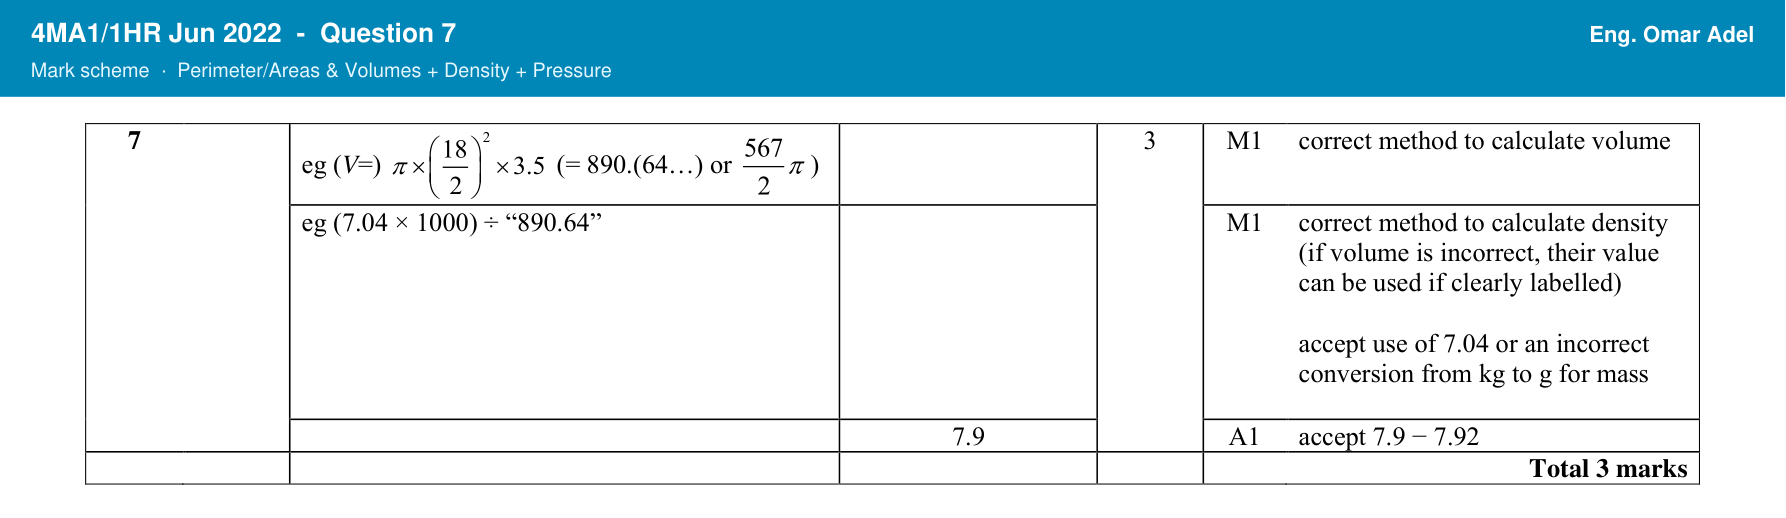 4MA1/1HR Jun 2022 - Question 7
Eng. Omar Adel
Mark scheme · Perimeter/Areas & Volumes + Density + Pressure
7
eg (V=) π × (18/2)² × 3.5 (= 890.(64…) or 567/2 π )
3
M1 correct method to calculate volume
eg (7.04 × 1000) ÷ “890.64”
M1 correct method to calculate density
(if volume is incorrect, their value
can be used if clearly labelled)
accept use of 7.04 or an incorrect
conversion from kg to g for mass
7.9
A1 accept 7.9 − 7.92
Total 3 marks